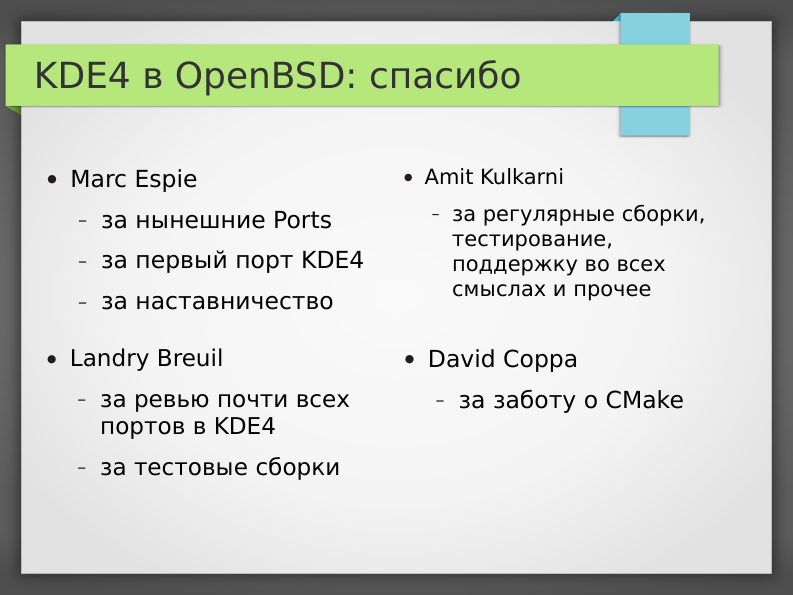 KDE4 в OpenBSD: спасибо
• Marc Espie
– за нынешние Ports
– за первый порт KDE4
– за наставничество
• Amit Kulkarni
– за регулярные сборки,
тестирование,
поддержку во всех
смыслах и прочее
• Landry Breuil
– за ревью почти всех
портов в KDE4
– за тестовые сборки
• David Coppa
– за заботу о CMake